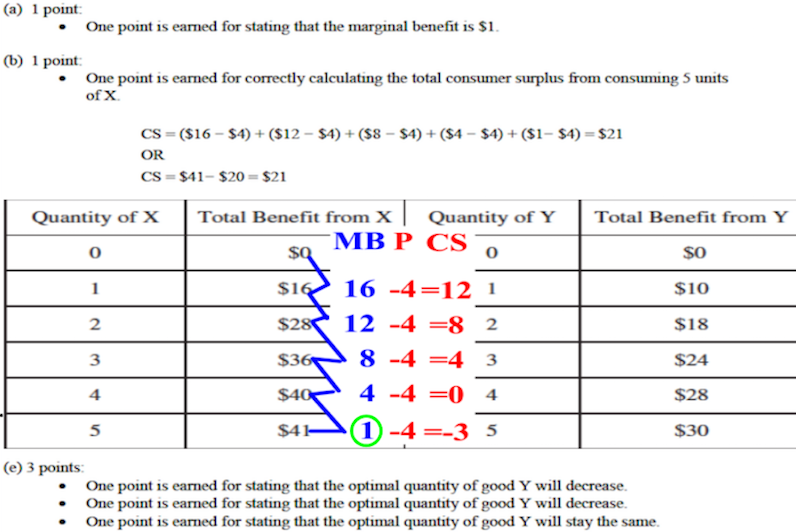 (a) 1 point:
• One point is earned for stating that the marginal benefit is $1.
(b) 1 point:
• One point is earned for correctly calculating the total consumer surplus from consuming 5 units
of X.
CS = ($16 – $4) + ($12 – $4) + ($8 – $4) + ($4 – $4) + ($1– $4) = $21
OR
CS = $41– $20 = $21
Quantity of X Total Benefit from X Quantity of Y Total Benefit from Y
MB P CS
0 $0 0 $0
1 $16 16 -4=12 1 $10
2 $28 12 -4 =8 2 $18
3 $36 8 -4 =4 3 $24
4 $40 4 -4 =0 4 $28
5 $41 1 -4 =-3 5 $30
(e) 3 points:
• One point is earned for stating that the optimal quantity of good Y will decrease.
• One point is earned for stating that the optimal quantity of good Y will decrease.
• One point is earned for stating that the optimal quantity of good Y will stay the same.